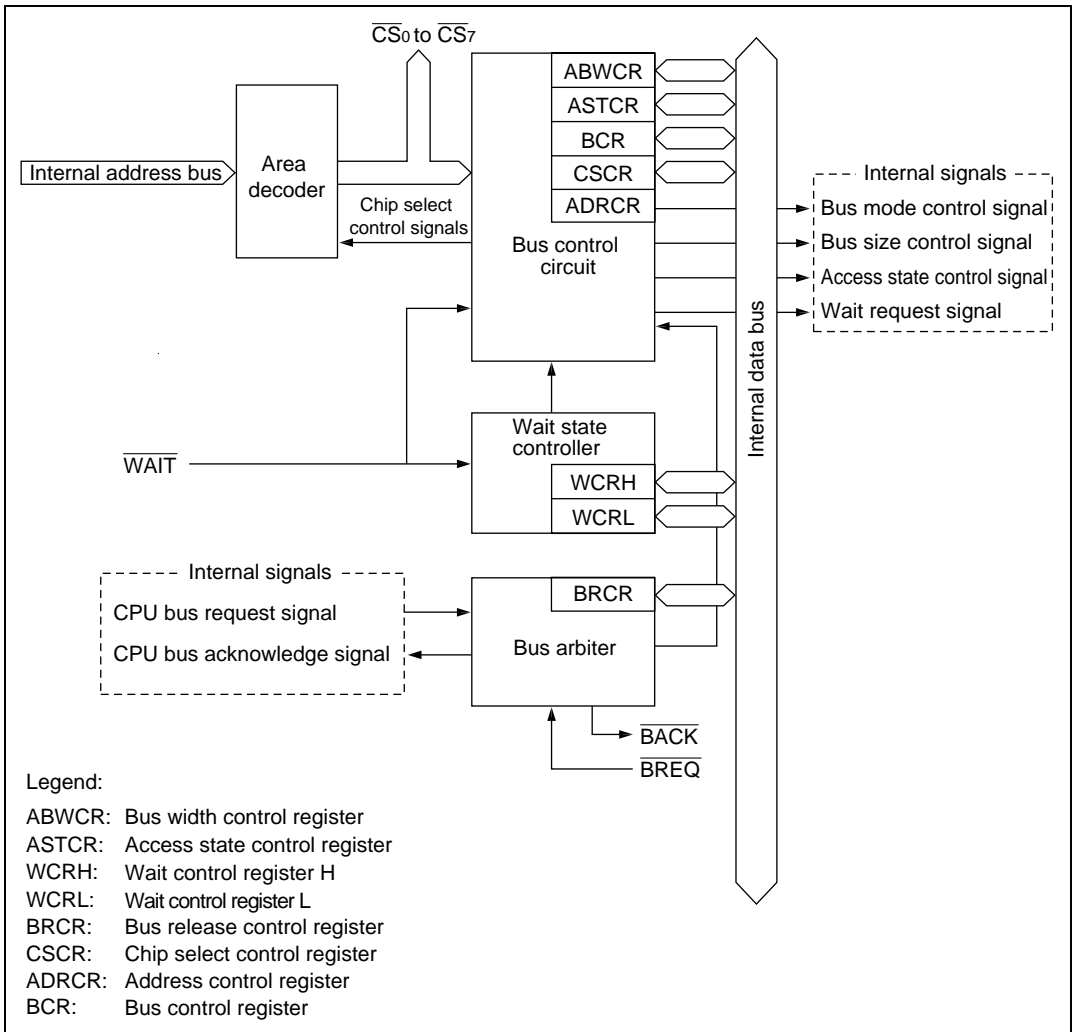 CS0 to CS7
ABWCR
ASTCR
BCR
CSCR
ADRCR
Bus control
circuit
Internal address bus
Area
decoder
Chip select
control signals
Internal signals
Bus mode control signal
Bus size control signal
Access state control signal
Wait request signal
Internal data bus
WAIT
Wait state
controller
WCRH
WCRL
Internal signals
CPU bus request signal
CPU bus acknowledge signal
BRCR
Bus arbiter
BACK
BREQ
Legend:
ABWCR: Bus width control register
ASTCR: Access state control register
WCRH: Wait control register H
WCRL: Wait control register L
BRCR: Bus release control register
CSCR: Chip select control register
ADRCR: Address control register
BCR: Bus control register